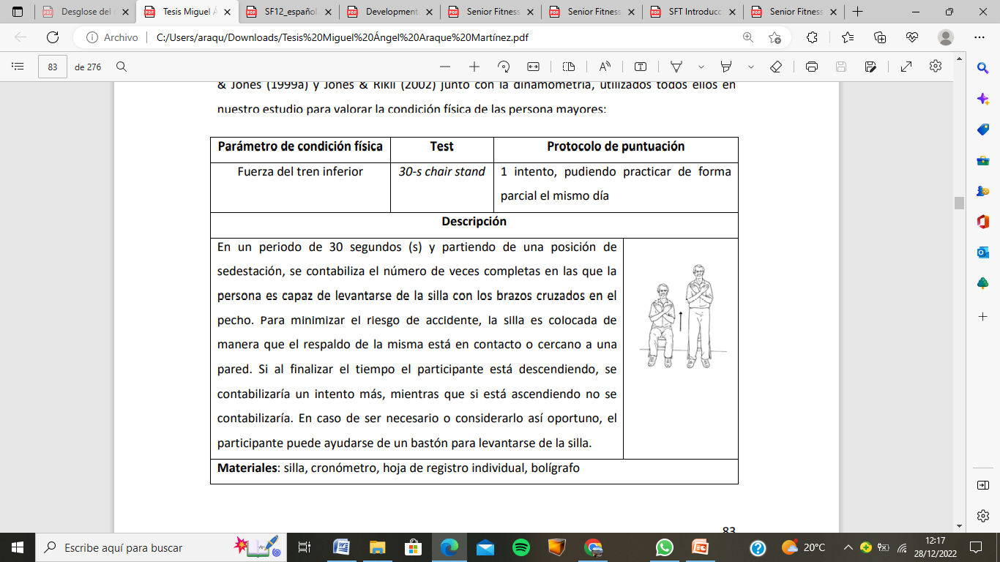 Desglose del
Tesis Miguel Á
SF12_español
Development
Senior Fitness
Senior Fitness
SFT Introducc
Senior Fitness
Archivo
C:/Users/araqu/Downloads/Tesis%20Miguel%20Ángel%20Araque%20Martínez.pdf
83 de 276
& Jones (1999a) y Jones & Rikli (2002) junto con la dinamometría, utilizados todos ellos en
nuestro estudio para valorar la condición física de las persona mayores:
Parámetro de condición física Test Protocolo de puntuación
Fuerza del tren inferior 30-s chair stand 1 intento, pudiendo practicar de forma
parcial el mismo día
Descripción
En un periodo de 30 segundos (s) y partiendo de una posición de
sedestación, se contabiliza el número de veces completas en las que la
persona es capaz de levantarse de la silla con los brazos cruzados en el
pecho. Para minimizar el riesgo de accidente, la silla es colocada de
manera que el respaldo de la misma está en contacto o cercano a una
pared. Si al finalizar el tiempo el participante está descendiendo, se
contabilizaría un intento más, mientras que si está ascendiendo no se
contabilizaría. En caso de ser necesario o considerarlo así oportuno, el
participante puede ayudarse de un bastón para levantarse de la silla.
Materiales: silla, cronómetro, hoja de registro individual, bolígrafo
83
Escribe aquí para buscar
20°C
12:17
28/12/2022